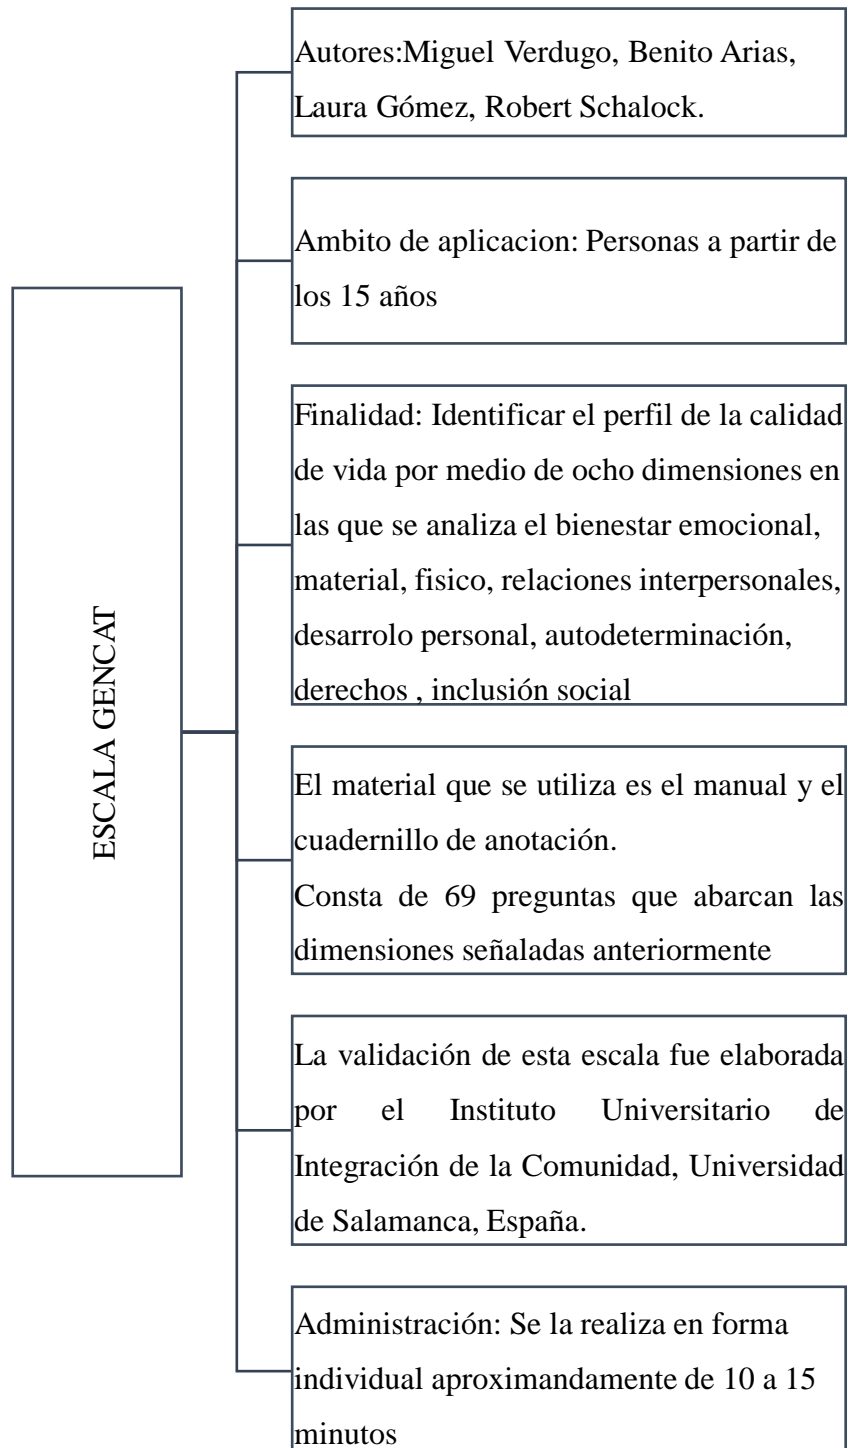 ESCALA GENCAT
Autores:Miguel Verdugo, Benito Arias,
Laura Gómez, Robert Schalock.
Ambito de aplicacion: Personas a partir de
los 15 años
Finalidad: Identificar el perfil de la calidad
de vida por medio de ocho dimensiones en
las que se analiza el bienestar emocional,
material, fisico, relaciones interpersonales,
desarrolo personal, autodeterminación,
derechos , inclusión social
El material que se utiliza es el manual y el
cuadernillo de anotación.
Consta de 69 preguntas que abarcan las
dimensiones señaladas anteriormente
La validación de esta escala fue elaborada
por el Instituto Universitario de
Integración de la Comunidad, Universidad
de Salamanca, España.
Administración: Se la realiza en forma
individual aproximandamente de 10 a 15
minutos